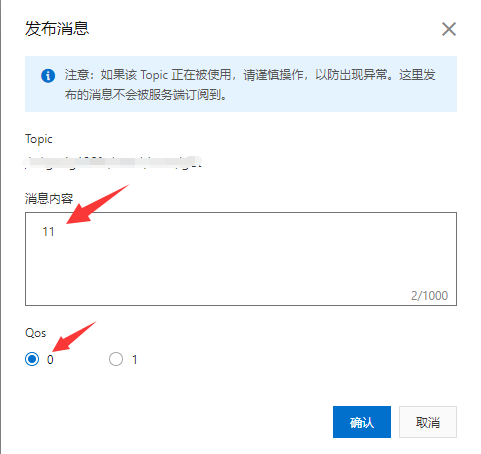 发布消息
注意：如果该 Topic 正在被使用，请谨慎操作，以防出现异常。这里发
布的消息不会被服务端订阅到。
Topic
消息内容
11
2/1000
Qos
0 1
确认 取消